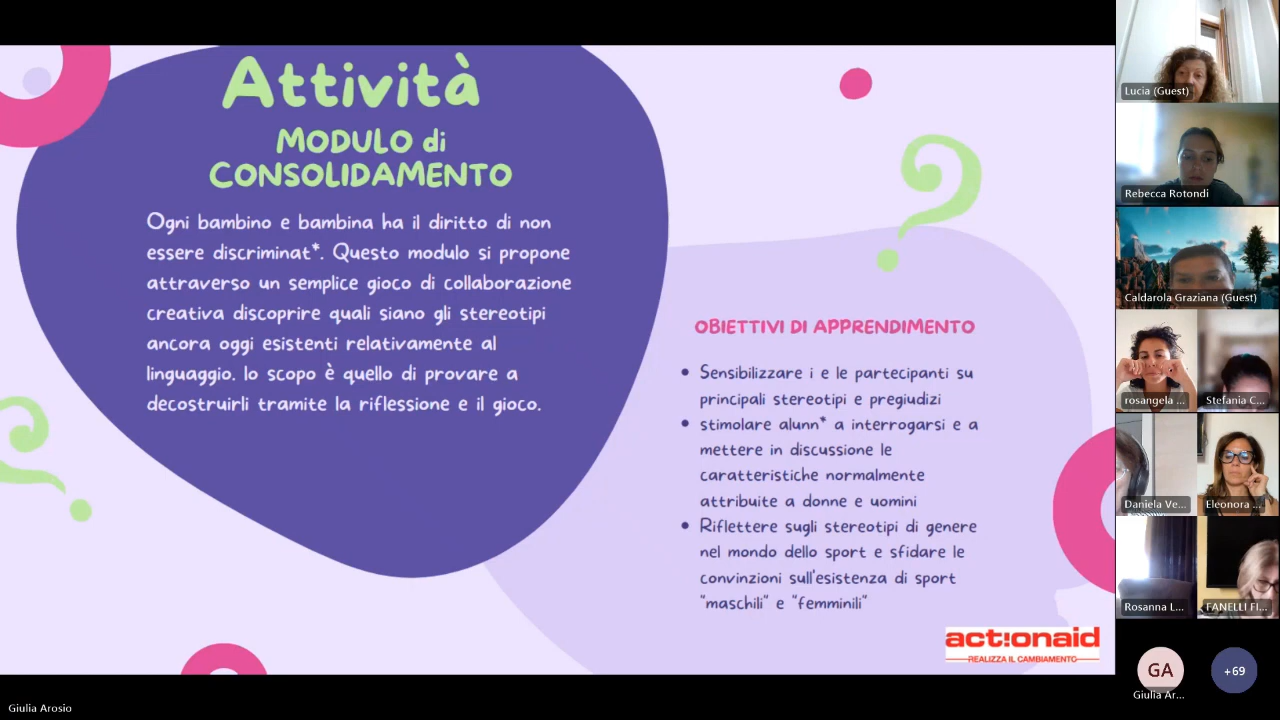 Attività
MODULO di
CONSOLIDAMENTO
Ogni bambino e bambina ha il diritto di non
essere discriminat*. Questo modulo si propone
attraverso un semplice gioco di collaborazione
creativa discoprire quali siano gli stereotipi
ancora oggi esistenti relativamente al
linguaggio. lo scopo è quello di provare a
decostruirli tramite la riflessione e il gioco.
OBIETTIVI DI APPRENDIMENTO
• Sensibilizzare i e le partecipanti su
principali stereotipi e pregiudizi
• stimolare alunn* a interrogarsi e a
mettere in discussione le
caratteristiche normalmente
attribuite a donne e uomini
• Riflettere sugli stereotipi di genere
nel mondo dello sport e sfidare le
convinzioni sull'esistenza di sport
"maschili" e "femminili"
act!onaid
REALIZZA IL CAMBIAMENTO
Giulia Arosio
Lucia (Guest)
Rebecca Rotondi
Caldarola Graziana (Guest)
rosangela ...
Stefania C...
Daniela Ve...
Eleonora ...
Rosanna L...
FANELLI FI...
GA
Giulia Ar...
+69